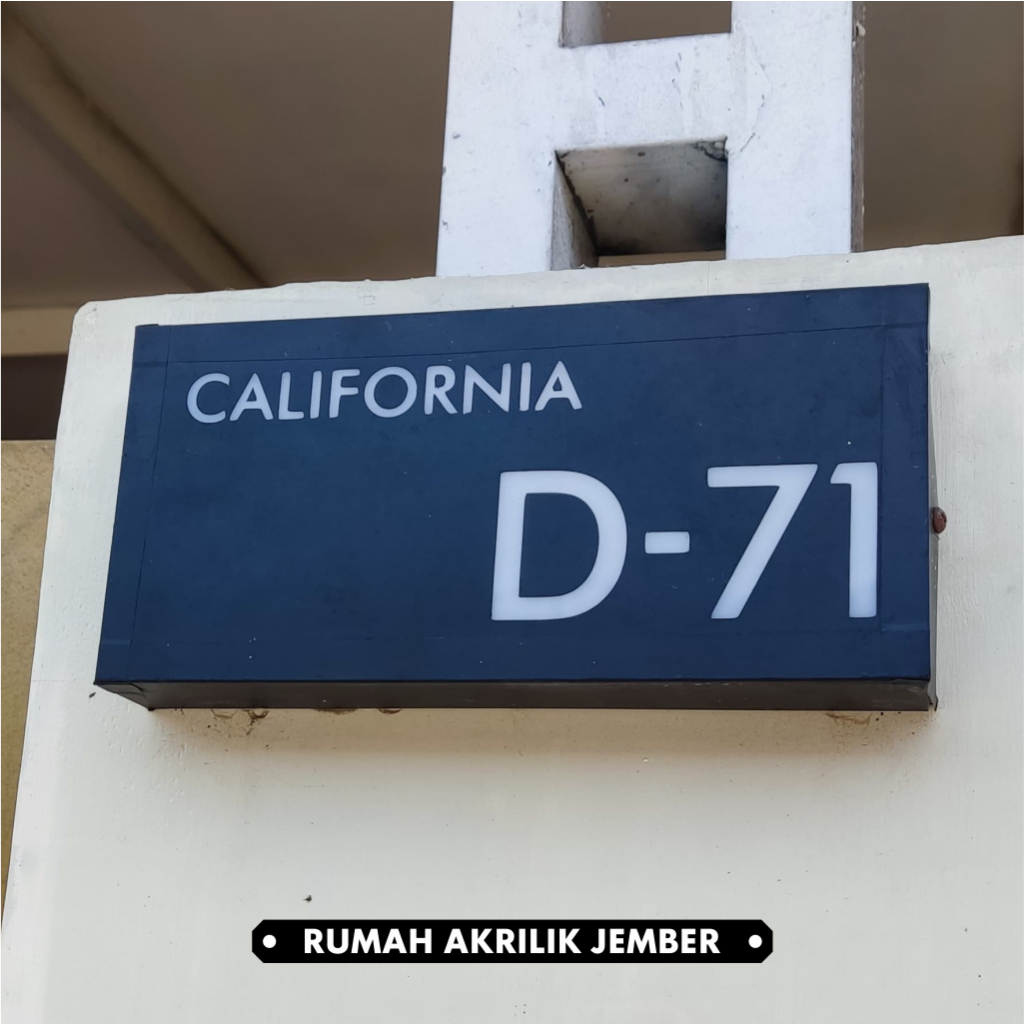 CALIFORNIA
D-71
• RUMAH AKRILIK JEMBER •